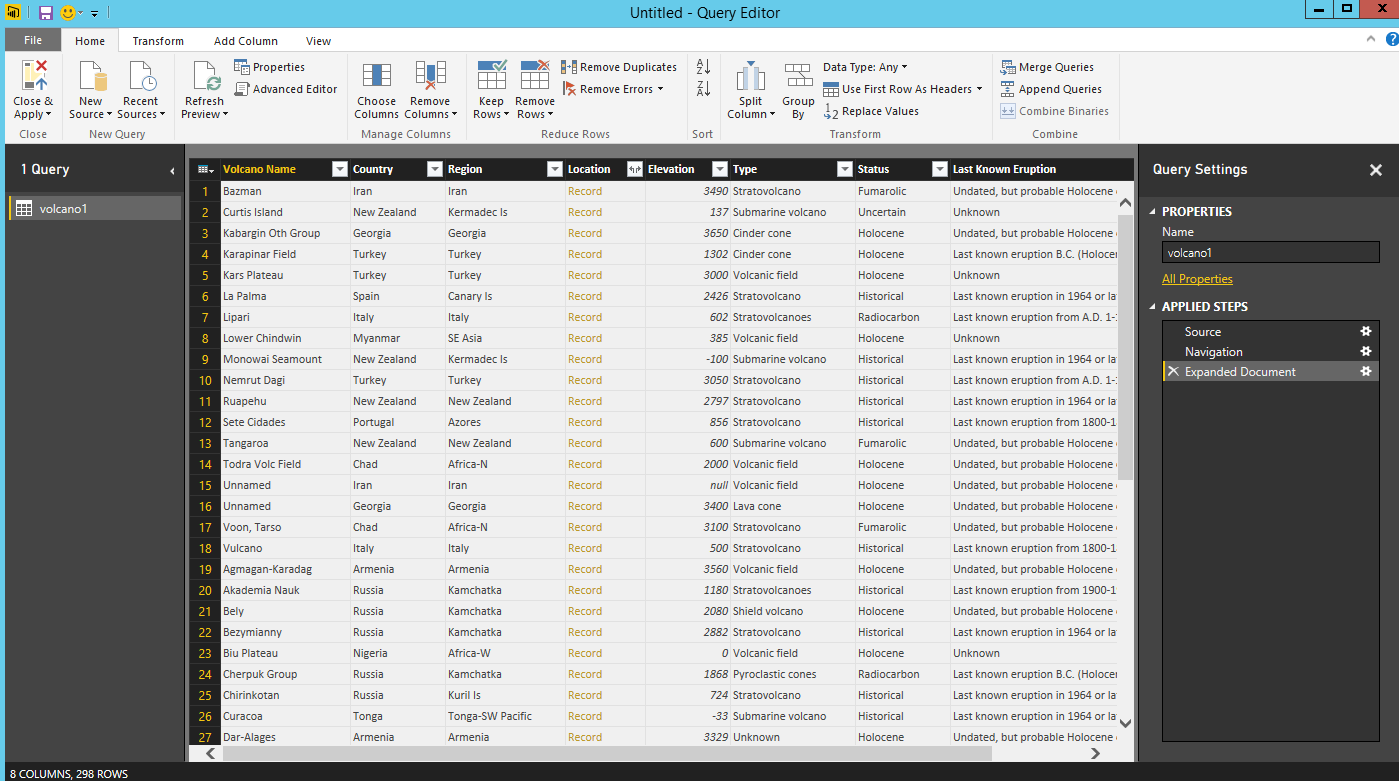 Untitled - Query Editor
File Home Transform Add Column View
Close & Apply
New Source
Recent Sources
Refresh Preview
Properties
Advanced Editor
Choose Columns
Remove Columns
Keep Rows
Remove Rows
Remove Duplicates
Remove Errors
Split Column
Group By
Data Type: Any
Use First Row As Headers
Replace Values
Merge Queries
Append Queries
Combine Binaries
Close New Query Manage Columns Reduce Rows Sort Transform Combine
1 Query
volcano1
Volcano Name Country Region Location Elevation Type Status Last Known Eruption
1 Bazman Iran Iran Record 3490 Stratovolcano Fumarolic Undated, but probable Holocene
2 Curtis Island New Zealand Kermadec Is Record 137 Submarine volcano Uncertain Unknown
3 Kabargin Oth Group Georgia Georgia Record 3650 Cinder cone Holocene Undated, but probable Holocene
4 Karapinar Field Turkey Turkey Record 1302 Cinder cone Holocene Last known eruption B.C. (Holocen
5 Kars Plateau Turkey Turkey Record 3000 Volcanic field Holocene Unknown
6 La Palma Spain Canary Is Record 2426 Stratovolcano Historical Last known eruption in 1964 or la
7 Lipari Italy Italy Record 602 Stratovolcanoes Radiocarbon Last known eruption from A.D. 1-
8 Lower Chindwin Myanmar SE Asia Record 385 Volcanic field Holocene Unknown
9 Monowai Seamount New Zealand Kermadec Is Record -100 Submarine volcano Historical Last known eruption in 1964 or la
10 Nemrut Dagi Turkey Turkey Record 3050 Stratovolcano Historical Last known eruption from A.D. 1-
11 Ruapehu New Zealand New Zealand Record 2797 Stratovolcano Historical Last known eruption in 1964 or la
12 Sete Cidades Portugal Azores Record 856 Stratovolcano Historical Last known eruption from 1800-1
13 Tangaroa New Zealand New Zealand Record 600 Submarine volcano Fumarolic Undated, but probable Holocene
14 Todra Volc Field Chad Africa-N Record 2000 Volcanic field Holocene Undated, but probable Holocene
15 Unnamed Iran Iran Record null Volcanic field Holocene Undated, but probable Holocene
16 Unnamed Georgia Georgia Record 3400 Lava cone Holocene Undated, but probable Holocene
17 Voon, Tarso Chad Africa-N Record 3100 Stratovolcano Fumarolic Undated, but probable Holocene
18 Vulcano Italy Italy Record 500 Stratovolcano Historical Last known eruption from 1800-1
19 Agmagan-Karadag Armenia Armenia Record 3560 Volcanic field Holocene Undated, but probable Holocene
20 Akademia Nauk Russia Kamchatka Record 1180 Stratovolcanoes Historical Last known eruption from 1900-1
21 Bely Russia Kamchatka Record 2080 Shield volcano Holocene Undated, but probable Holocene
22 Bezymianny Russia Kamchatka Record 2882 Stratovolcano Historical Last known eruption in 1964 or la
23 Biu Plateau Nigeria Africa-W Record 0 Volcanic field Holocene Unknown
24 Cherpuk Group Russia Kamchatka Record 1868 Pyroclastic cones Radiocarbon Last known eruption B.C. (Holocen
25 Chirinkotan Russia Kuril Is Record 724 Stratovolcano Historical Last known eruption in 1964 or la
26 Curacoa Tonga Tonga-SW Pacific Record -33 Submarine volcano Historical Last known eruption in 1964 or la
27 Dar-Alages Armenia Armenia Record 3329 Unknown Holocene Undated, but probable Holocene
Query Settings
PROPERTIES
Name
volcano1
All Properties
APPLIED STEPS
Source
Navigation
Expanded Document
8 COLUMNS, 298 ROWS